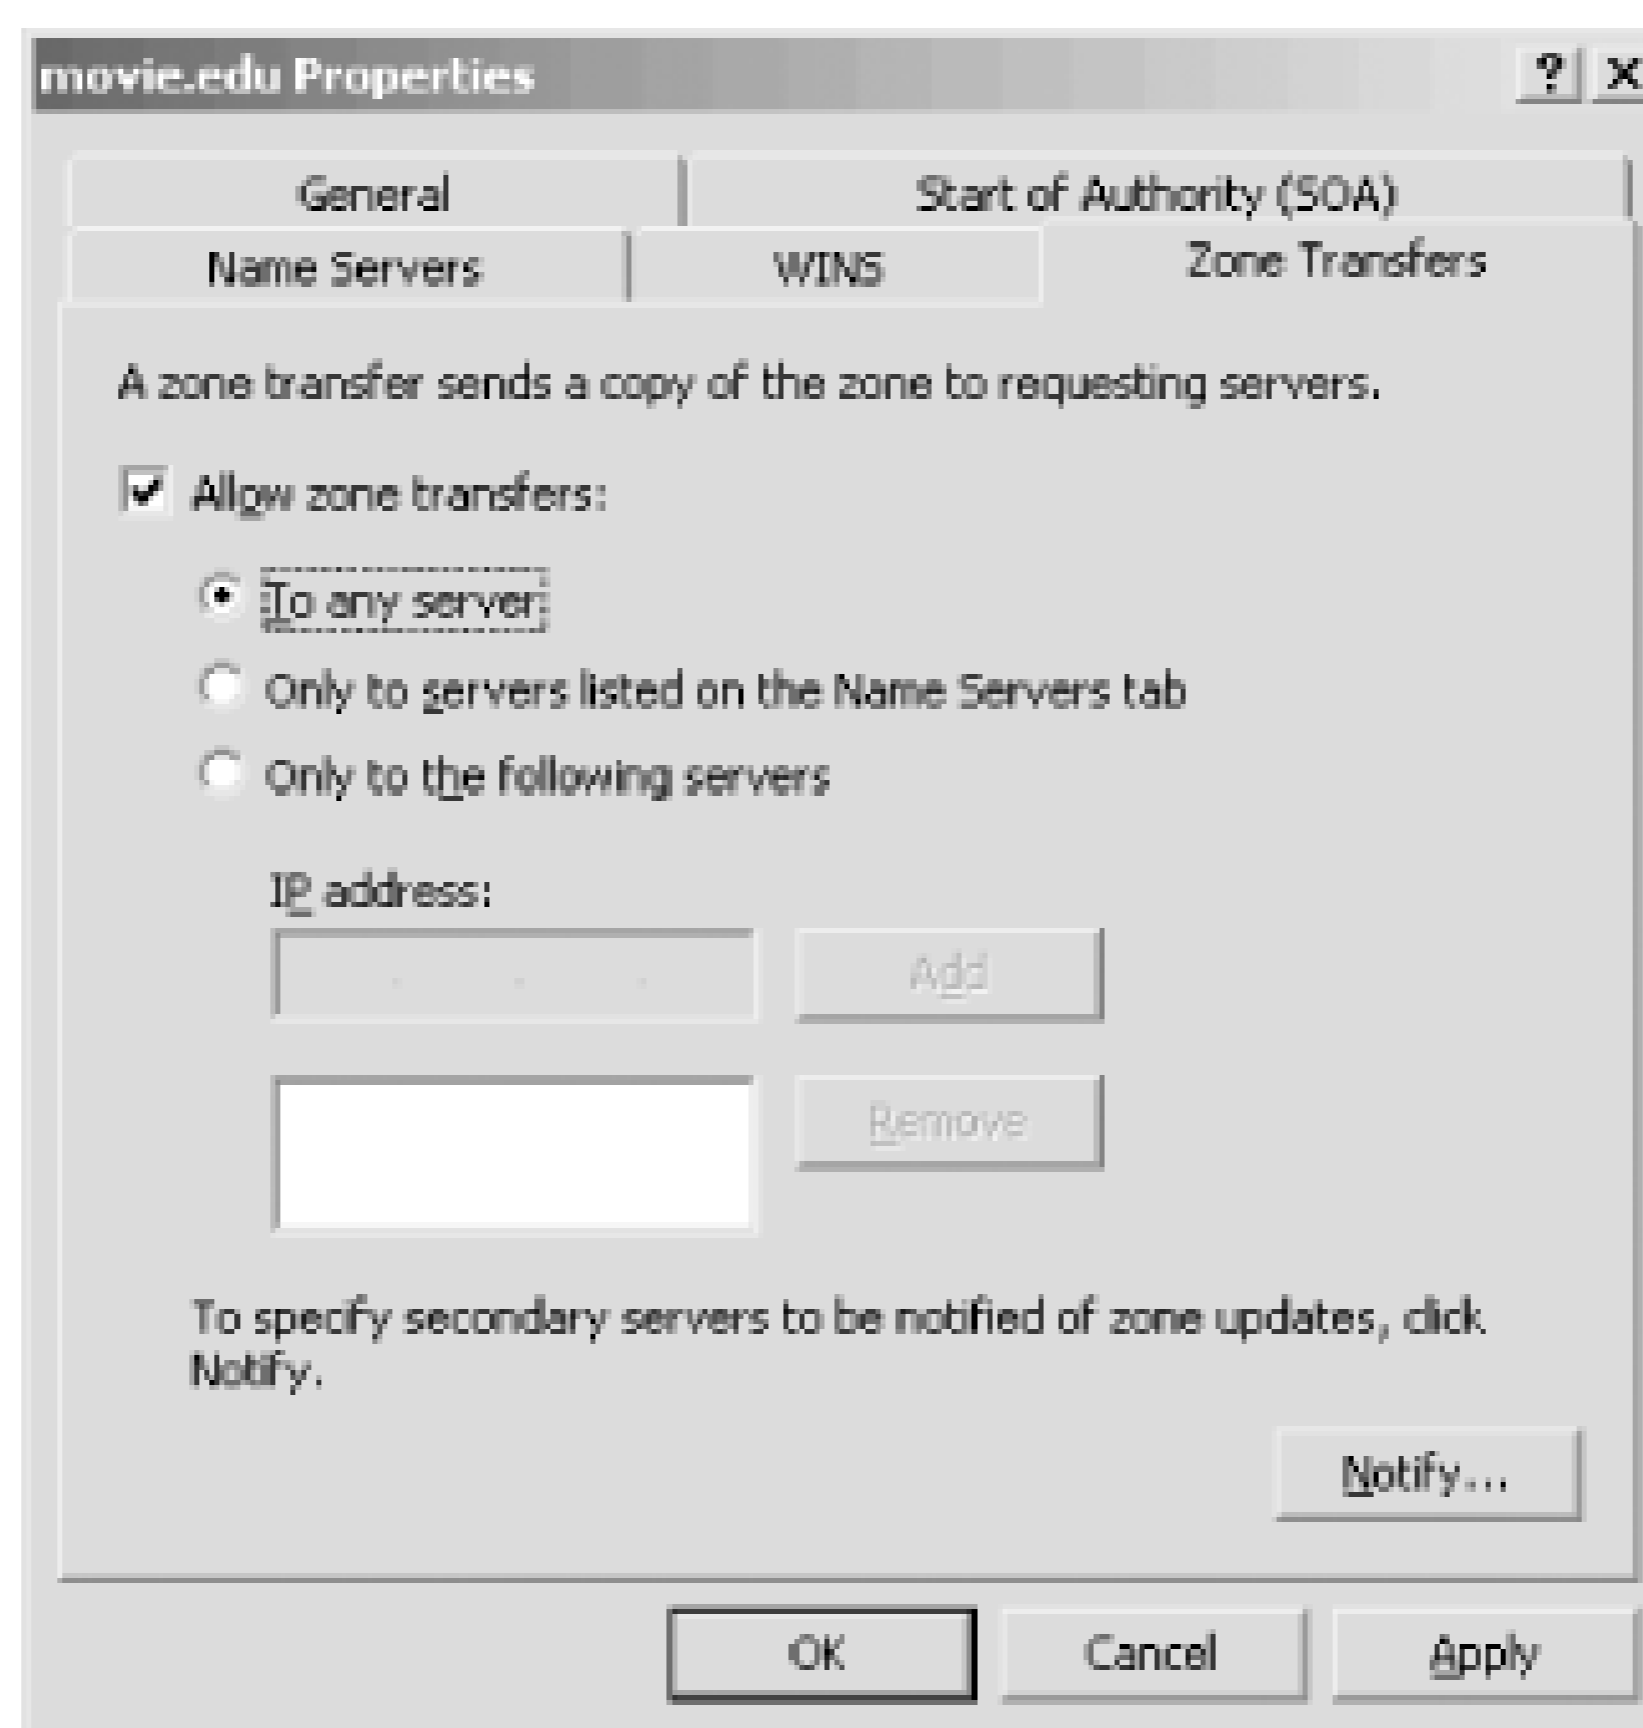 movie.edu Properties
General
Start of Authority (SOA)
Name Servers
WINS
Zone Transfers
A zone transfer sends a copy of the zone to requesting servers.
Allow zone transfers:
To any server
Only to servers listed on the Name Servers tab
Only to the following servers
IP address:
Add
Remove
To specify secondary servers to be notified of zone updates, click
Notify.
Notify...
OK
Cancel
Apply